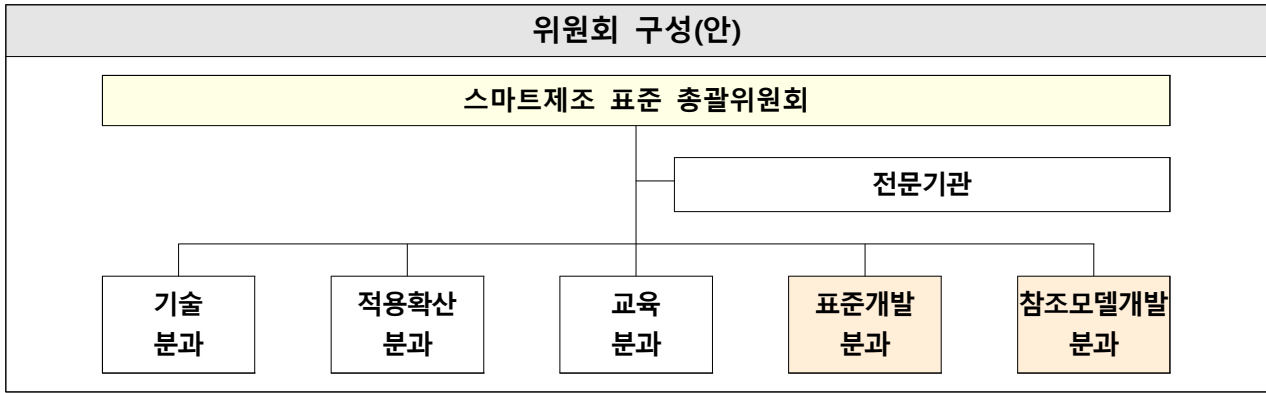 위원회 구성(안)
스마트제조 표준 총괄위원회
전문기관
기술
분과
적용확산
분과
교육
분과
표준개발
분과
참조모델개발
분과